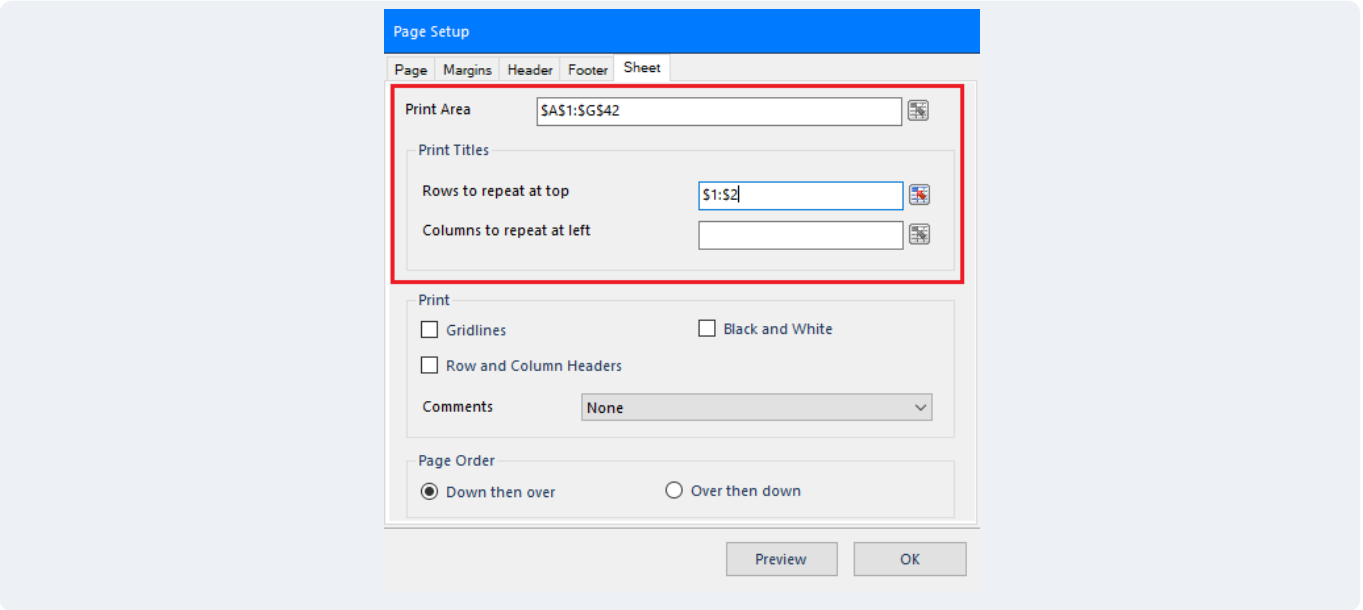 Page Setup
Page Margins Header Footer Sheet
Print Area $A$1:$G$42
Print Titles
Rows to repeat at top $1:$2
Columns to repeat at left
Print
Gridlines Black and White
Row and Column Headers
Comments None
Page Order
Down then over Over then down
Preview OK